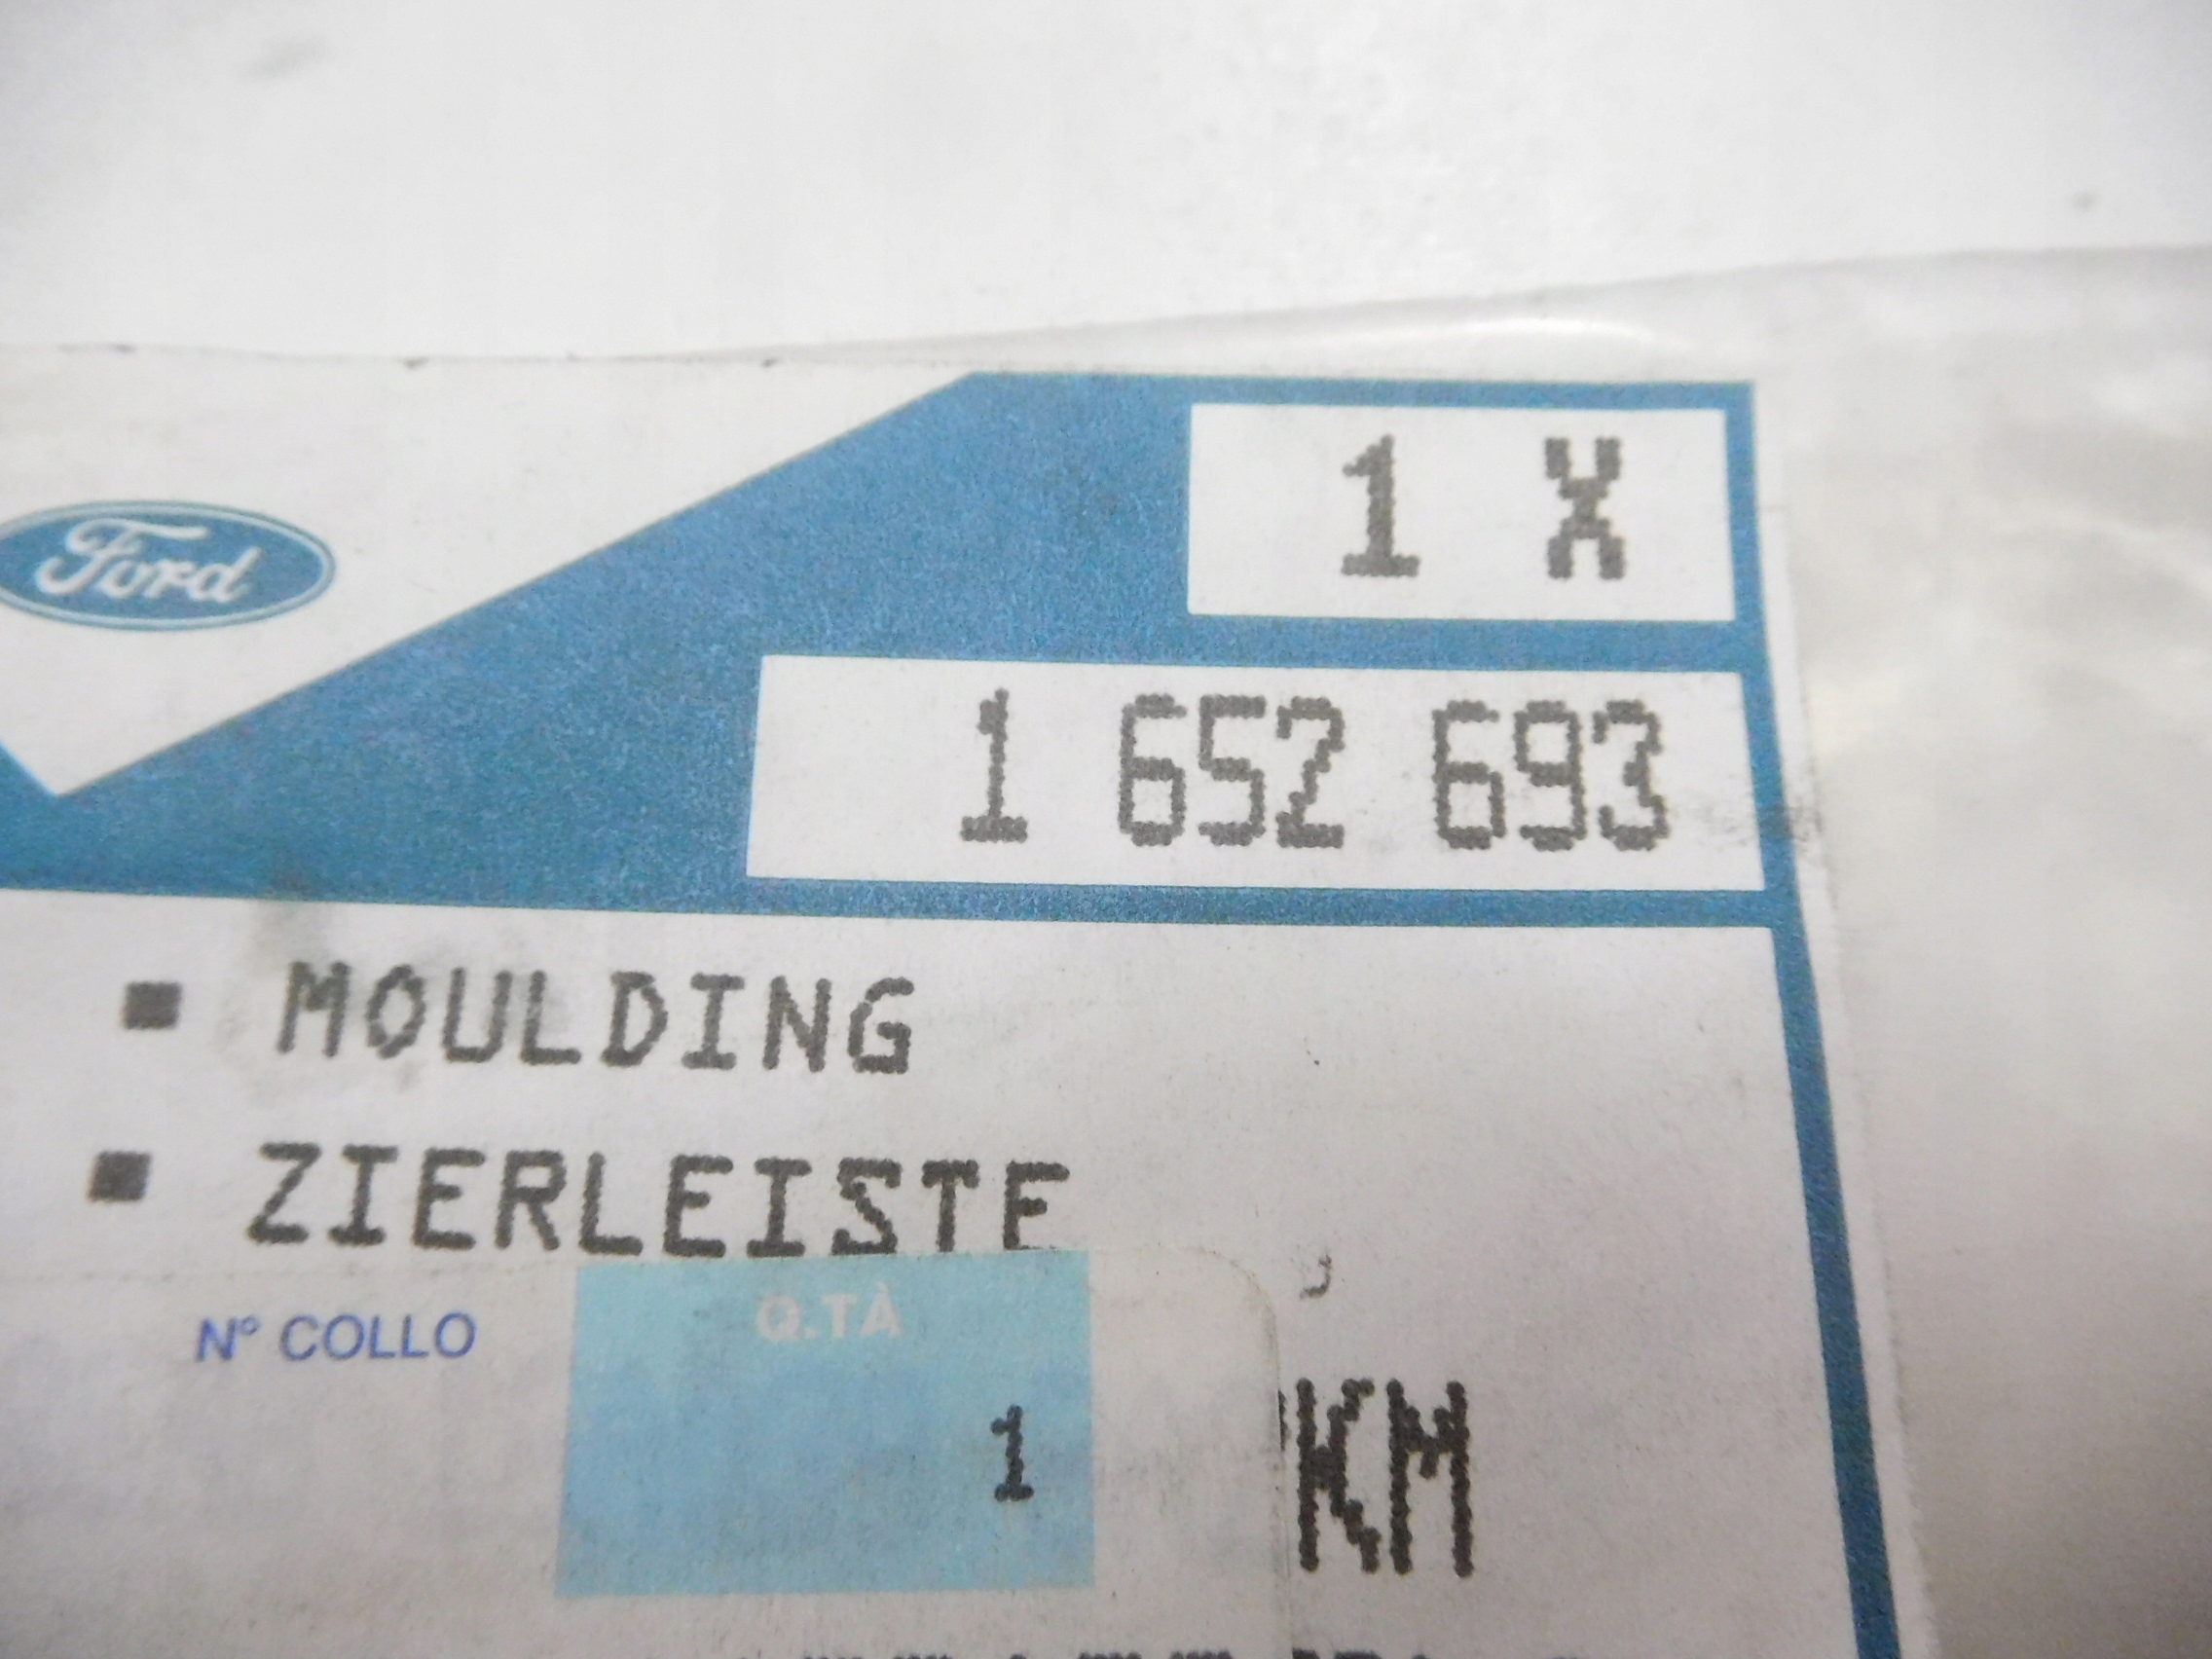 Ford
1 X
1 652 693
MOULDING
ZIERLEISTE
N° COLLO
Q.TÀ
1
KM